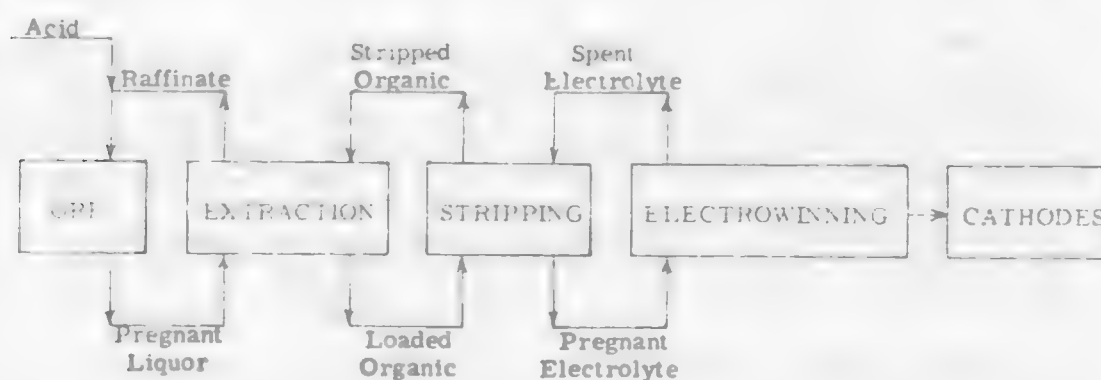 Acid
Raffinate
Stripped
Organic
Spent
Electrolyte
EXTRACTION
STRIPPING
ELECTROWINNING
CATHODES
Pregnant
Liquor
Loaded
Organic
Pregnant
Electrolyte